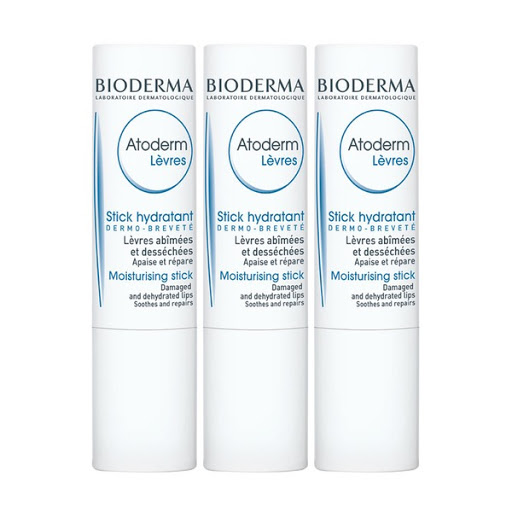 BIODERMA
LABORATOIRE DERMATOLOGIQUE
Atoderm
Lèvres
Stick hydratant
DERMO-BREVETÉ
Lèvres abîmées
et desséchées
Apaise et répare
Moisturising stick
Damaged
and dehydrated lips
Soothes and repairs
BIODERMA
LABORATOIRE DERMATOLOGIQUE
Atoderm
Lèvres
Stick hydratant
DERMO-BREVETÉ
Lèvres abîmées
et desséchées
Apaise et répare
Moisturising stick
Damaged
and dehydrated lips
Soothes and repairs
BIODERMA
LABORATOIRE DERMATOLOGIQUE
Atoderm
Lèvres
Stick hydratant
DERMO-BREVETÉ
Lèvres abîmées
et desséchées
Apaise et répare
Moisturising stick
Damaged
and dehydrated lips
Soothes and repairs